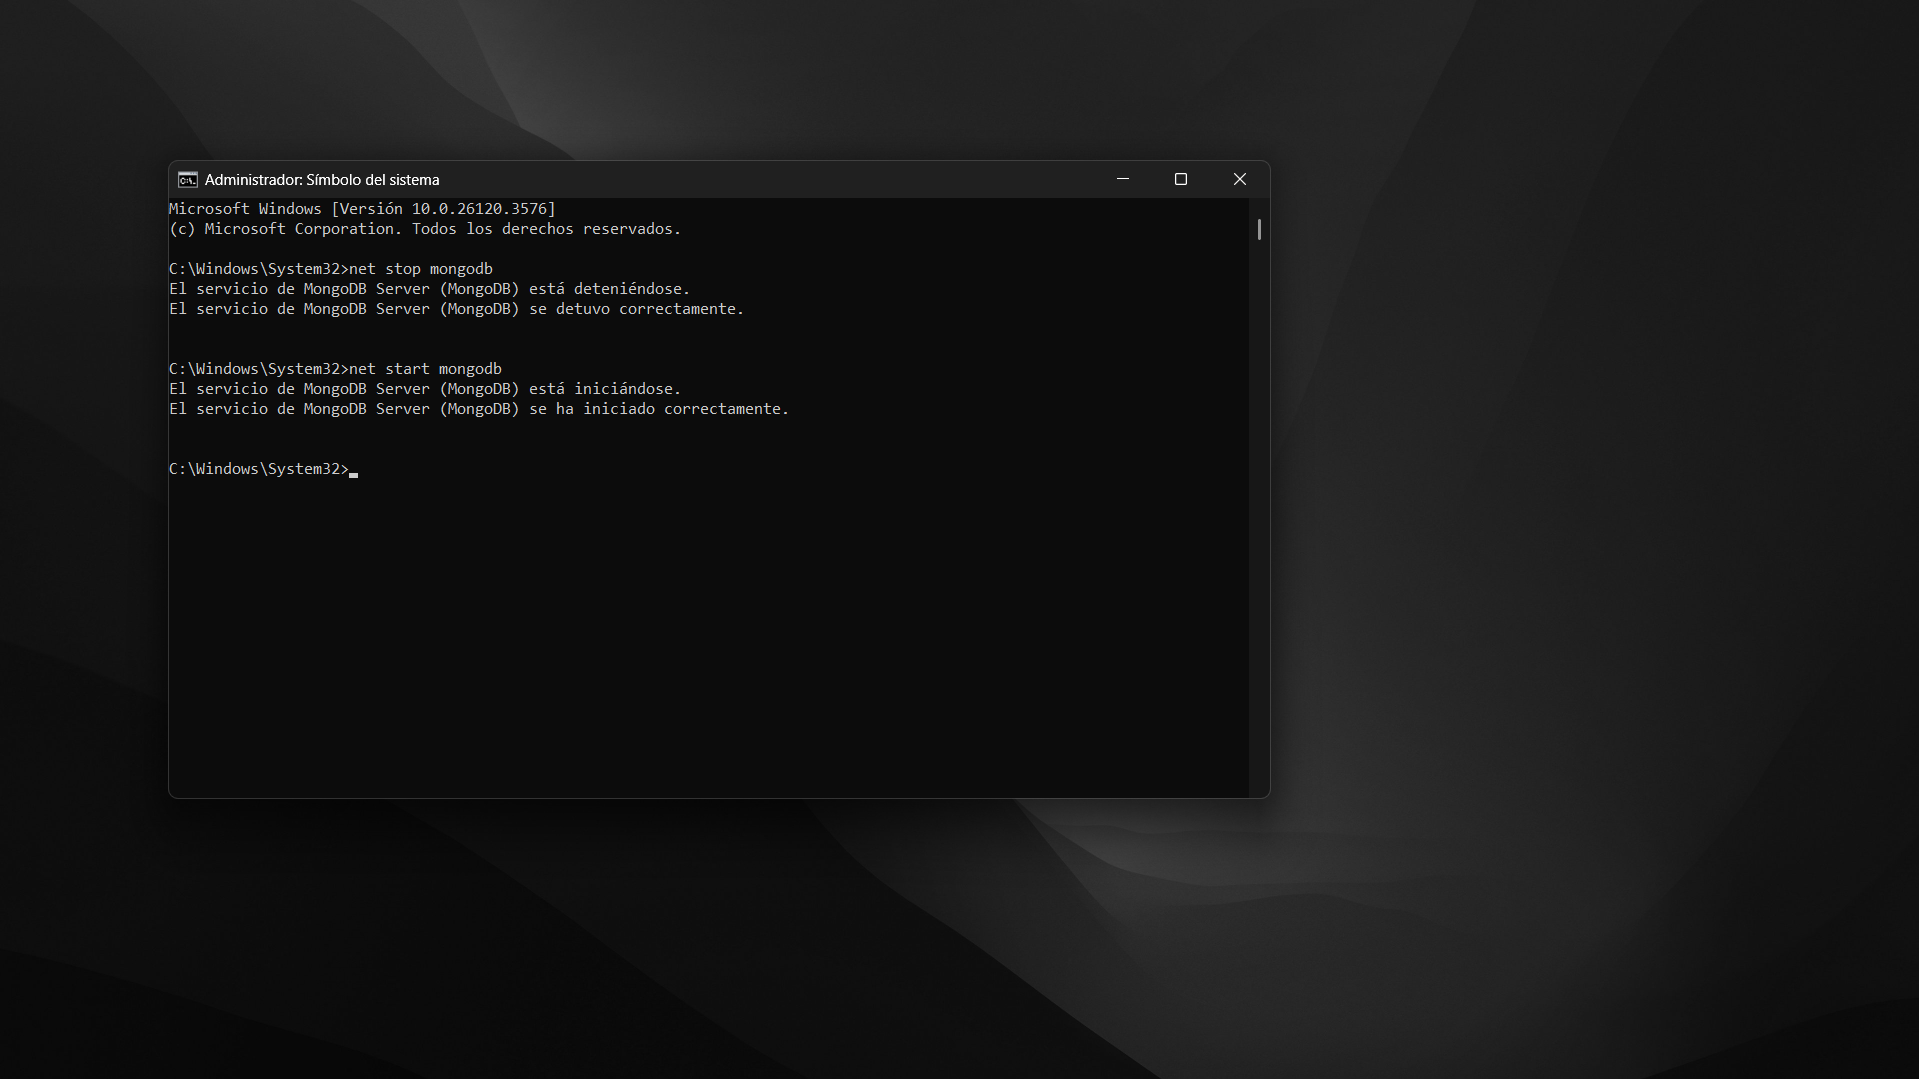 Administrador: Símbolo del sistema
Microsoft Windows [Versión 10.0.26120.3576]
(c) Microsoft Corporation. Todos los derechos reservados.
C:\Windows\System32>net stop mongodb
El servicio de MongoDB Server (MongoDB) está deteniéndose.
El servicio de MongoDB Server (MongoDB) se detuvo correctamente.
C:\Windows\System32>net start mongodb
El servicio de MongoDB Server (MongoDB) está iniciándose.
El servicio de MongoDB Server (MongoDB) se ha iniciado correctamente.
C:\Windows\System32>